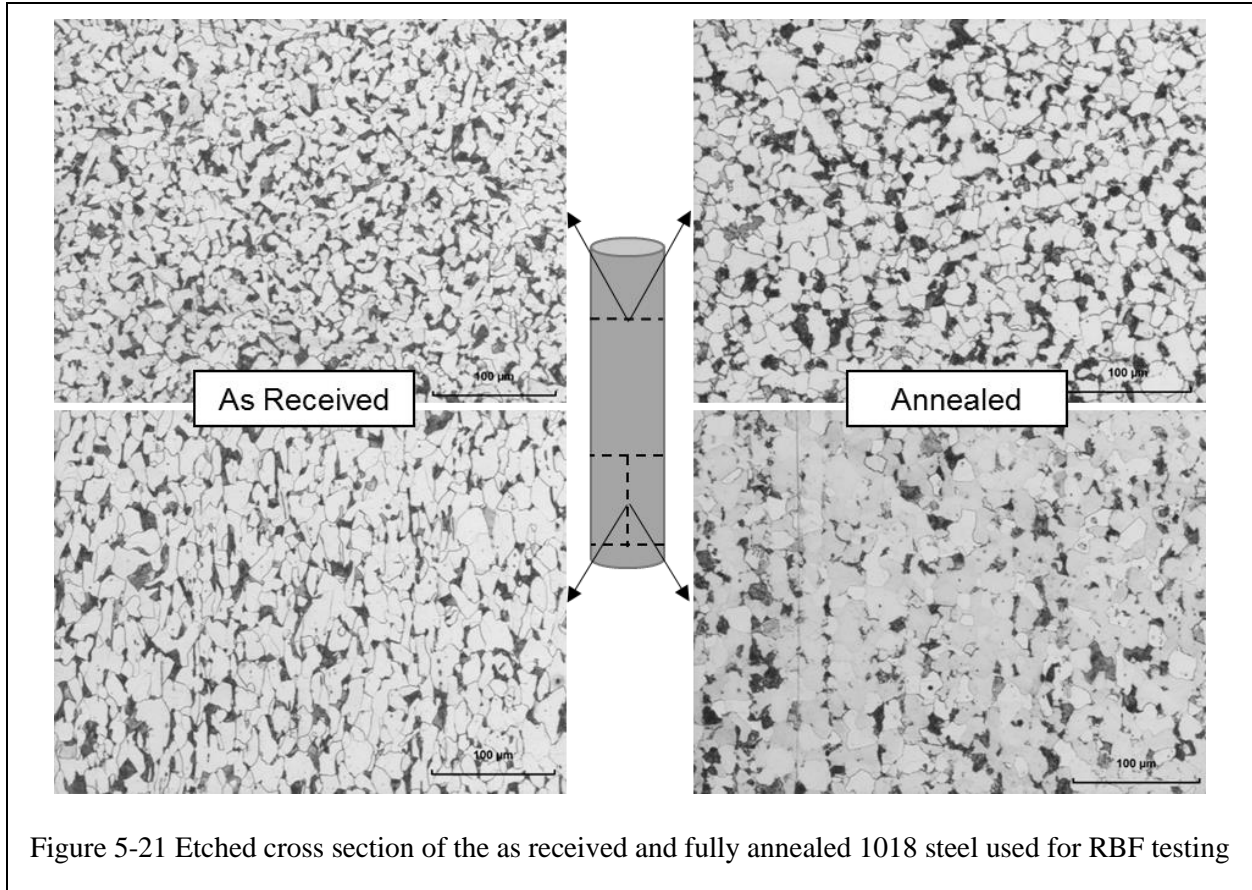 100 µm
100 µm
As Received
Annealed
100 µm
100 µm
Figure 5-21 Etched cross section of the as received and fully annealed 1018 steel used for RBF testing